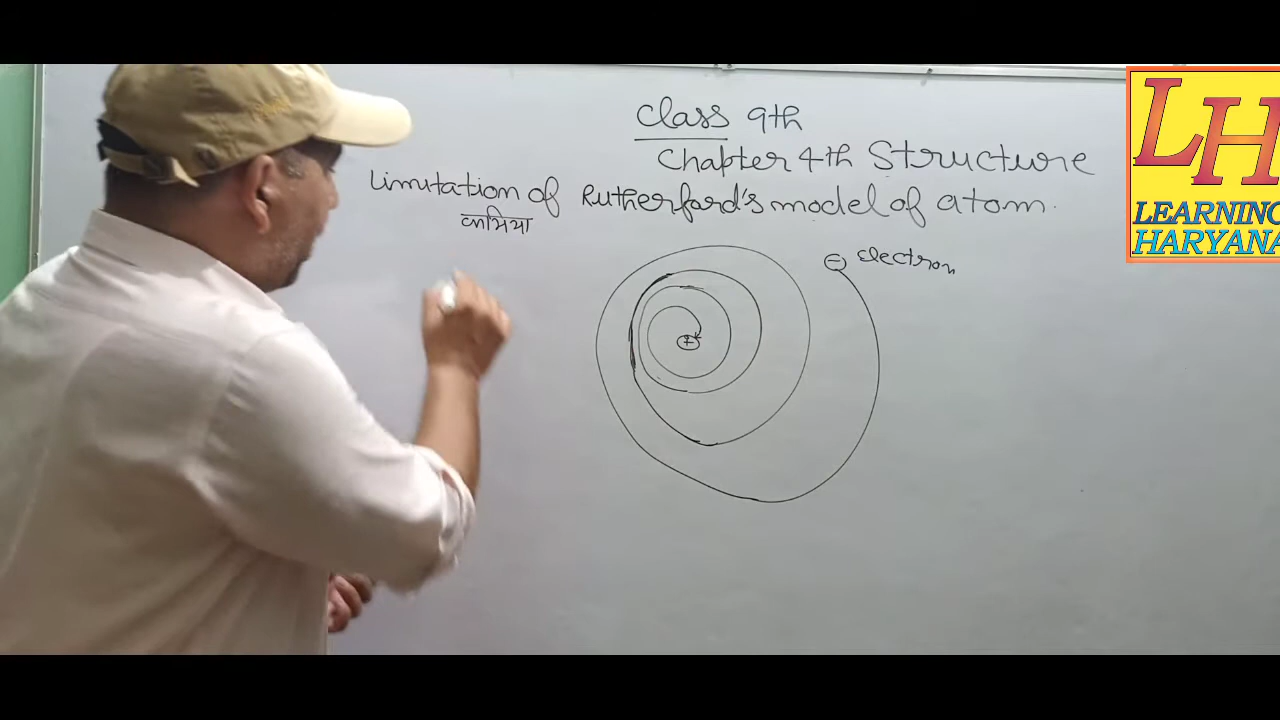 class 9th
Chapter 4th Structure
Limitation of Rutherford's model of atom.
कामिया
⊖ electron
+
LH
LEARNING
HARYANA